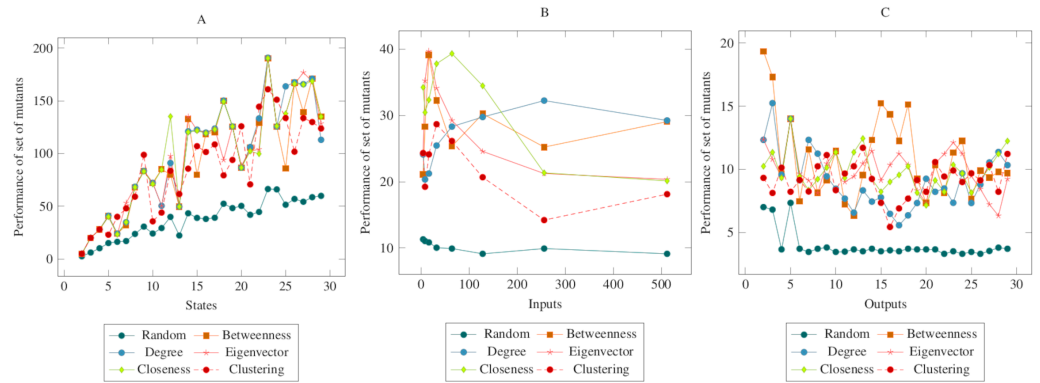 A
Performance of set of mutants
200
150
100
50
0
0 5 10 15 20 25 30
States
Random Betweenness
Degree Eigenvector
Closeness Clustering
B
Performance of set of mutants
40
30
20
10
0 100 200 300 400 500
Inputs
Random Betweenness
Degree Eigenvector
Closeness Clustering
C
Performance of set of mutants
20
15
10
5
0 5 10 15 20 25 30
Outputs
Random Betweenness
Degree Eigenvector
Closeness Clustering